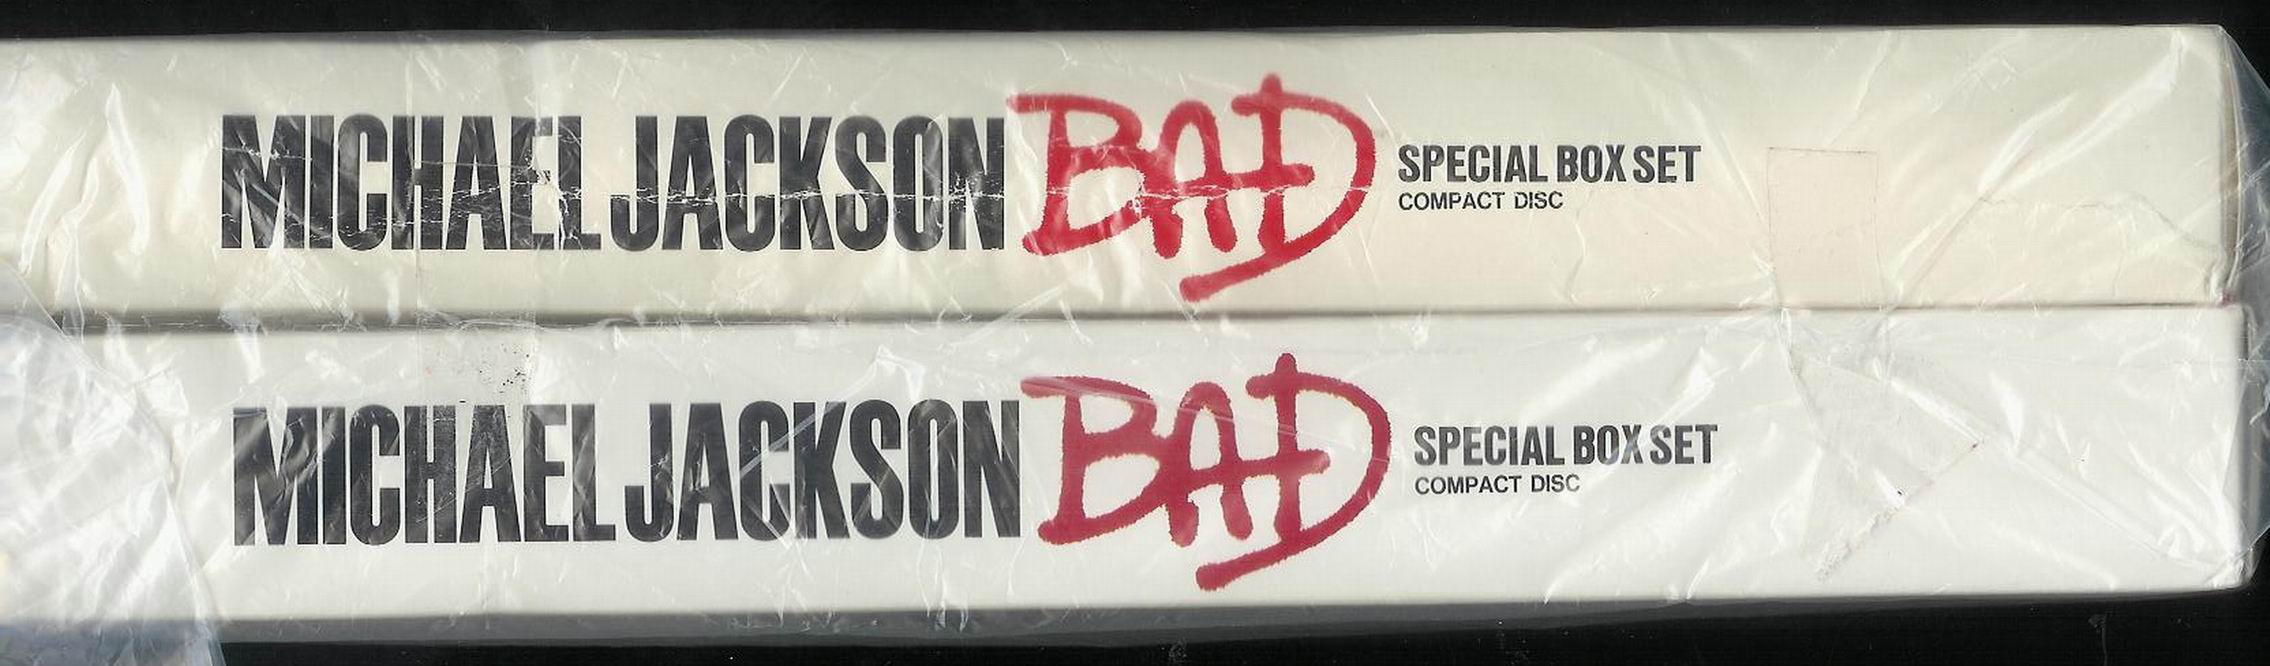 MICHAEL JACKSON BAD SPECIAL BOX SET
COMPACT DISC
MICHAEL JACKSON BAD SPECIAL BOX SET
COMPACT DISC